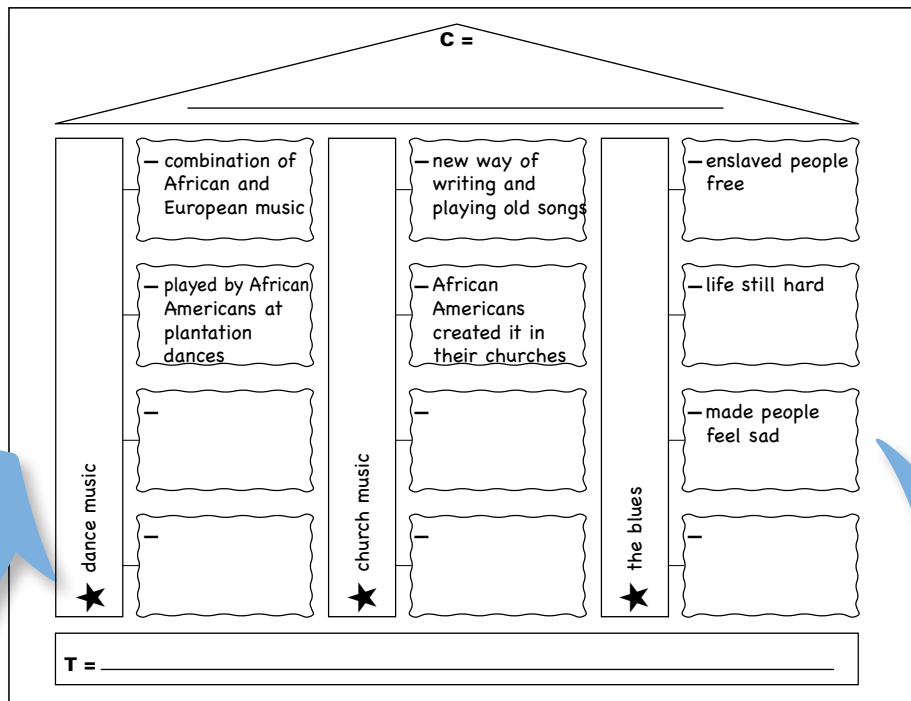 C =
dance music
– combination of
African and
European music
– played by African
Americans at
plantation
dances
–
–
church music
– new way of
writing and
playing old songs
– African
Americans
created it in
their churches
–
–
the blues
– enslaved people
free
– life still hard
– made people
feel sad
–
T =